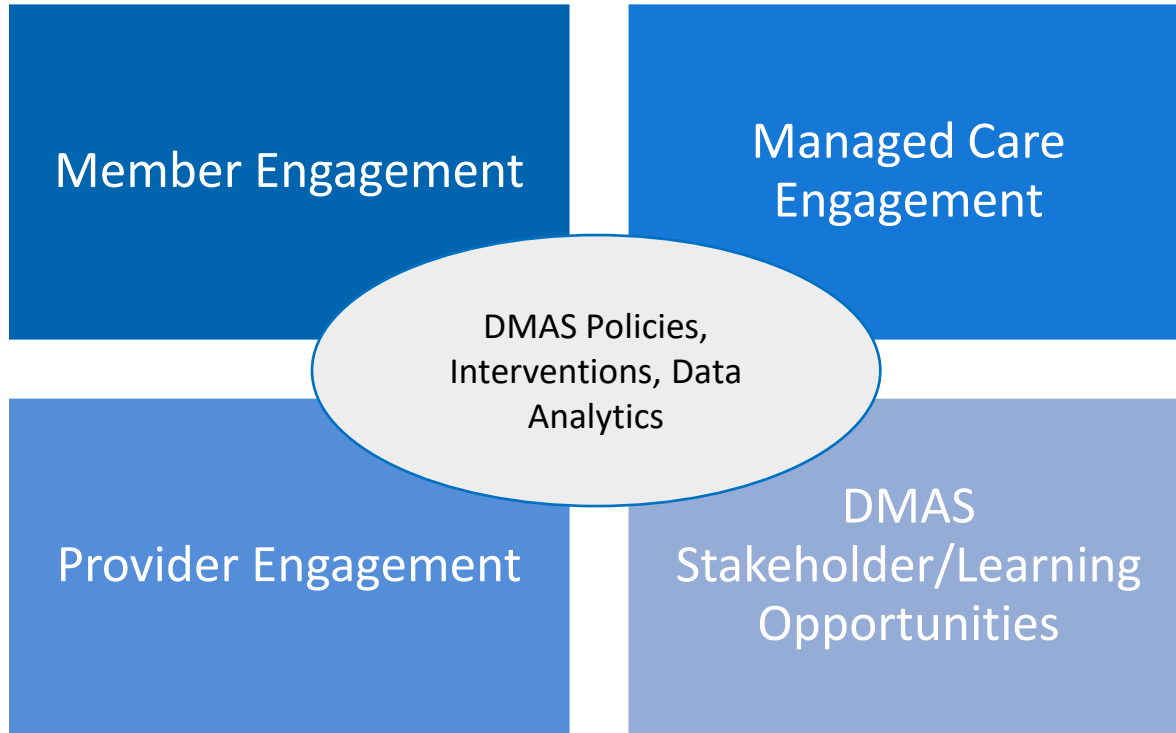 Member Engagement
Managed Care
Engagement
DMAS Policies,
Interventions, Data
Analytics
Provider Engagement
DMAS
Stakeholder/Learning
Opportunities